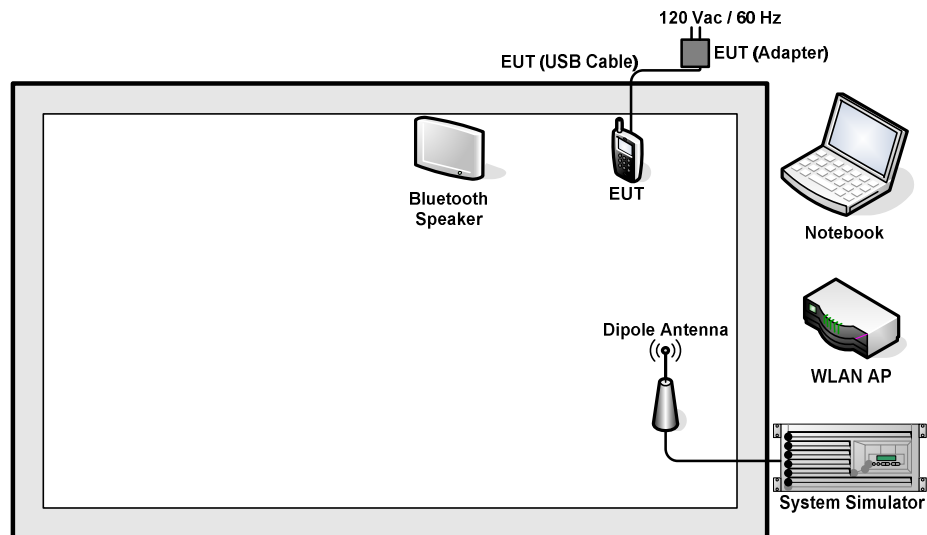 120 Vac / 60 Hz
EUT (USB Cable)
EUT (Adapter)
Bluetooth
Speaker
EUT
Notebook
Dipole Antenna
WLAN AP
System Simulator